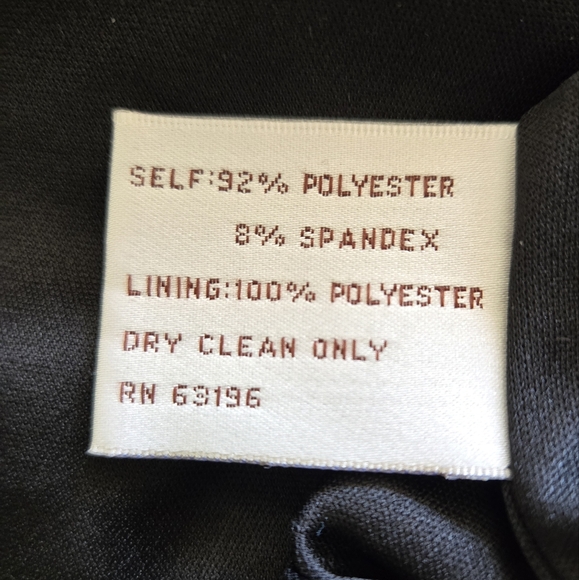 SELF:92% POLYESTER
8% SPANDEX
LINING:100% POLYESTER
DRY CLEAN ONLY
RN 63196